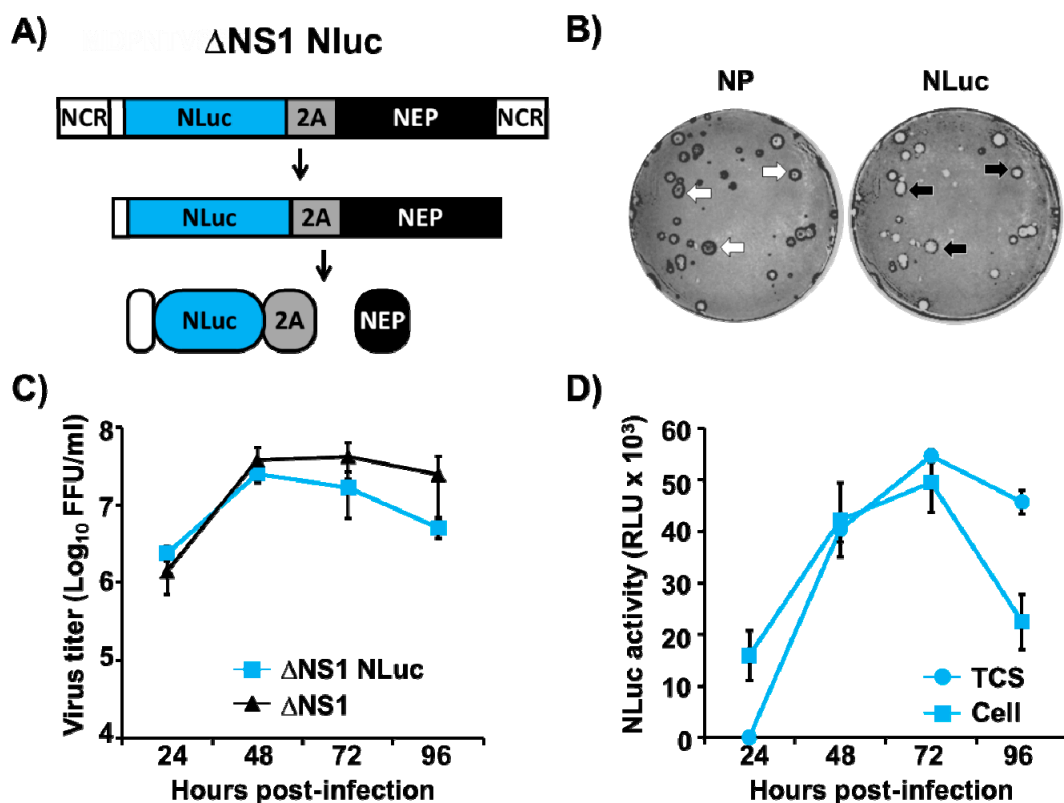 A)
ΔNS1 Nluc
NCR NLuc 2A NEP NCR
NLuc 2A NEP
NLuc 2A NEP
B)
NP NLuc
C)
Virus titer (Log10 FFU/ml)
8
7
6
5
4
ΔNS1 NLuc
ΔNS1
24 48 72 96
Hours post-infection
D)
NLuc activity (RLU x 10³)
60
50
40
30
20
10
0
TCS
Cell
24 48 72 96
Hours post-infection